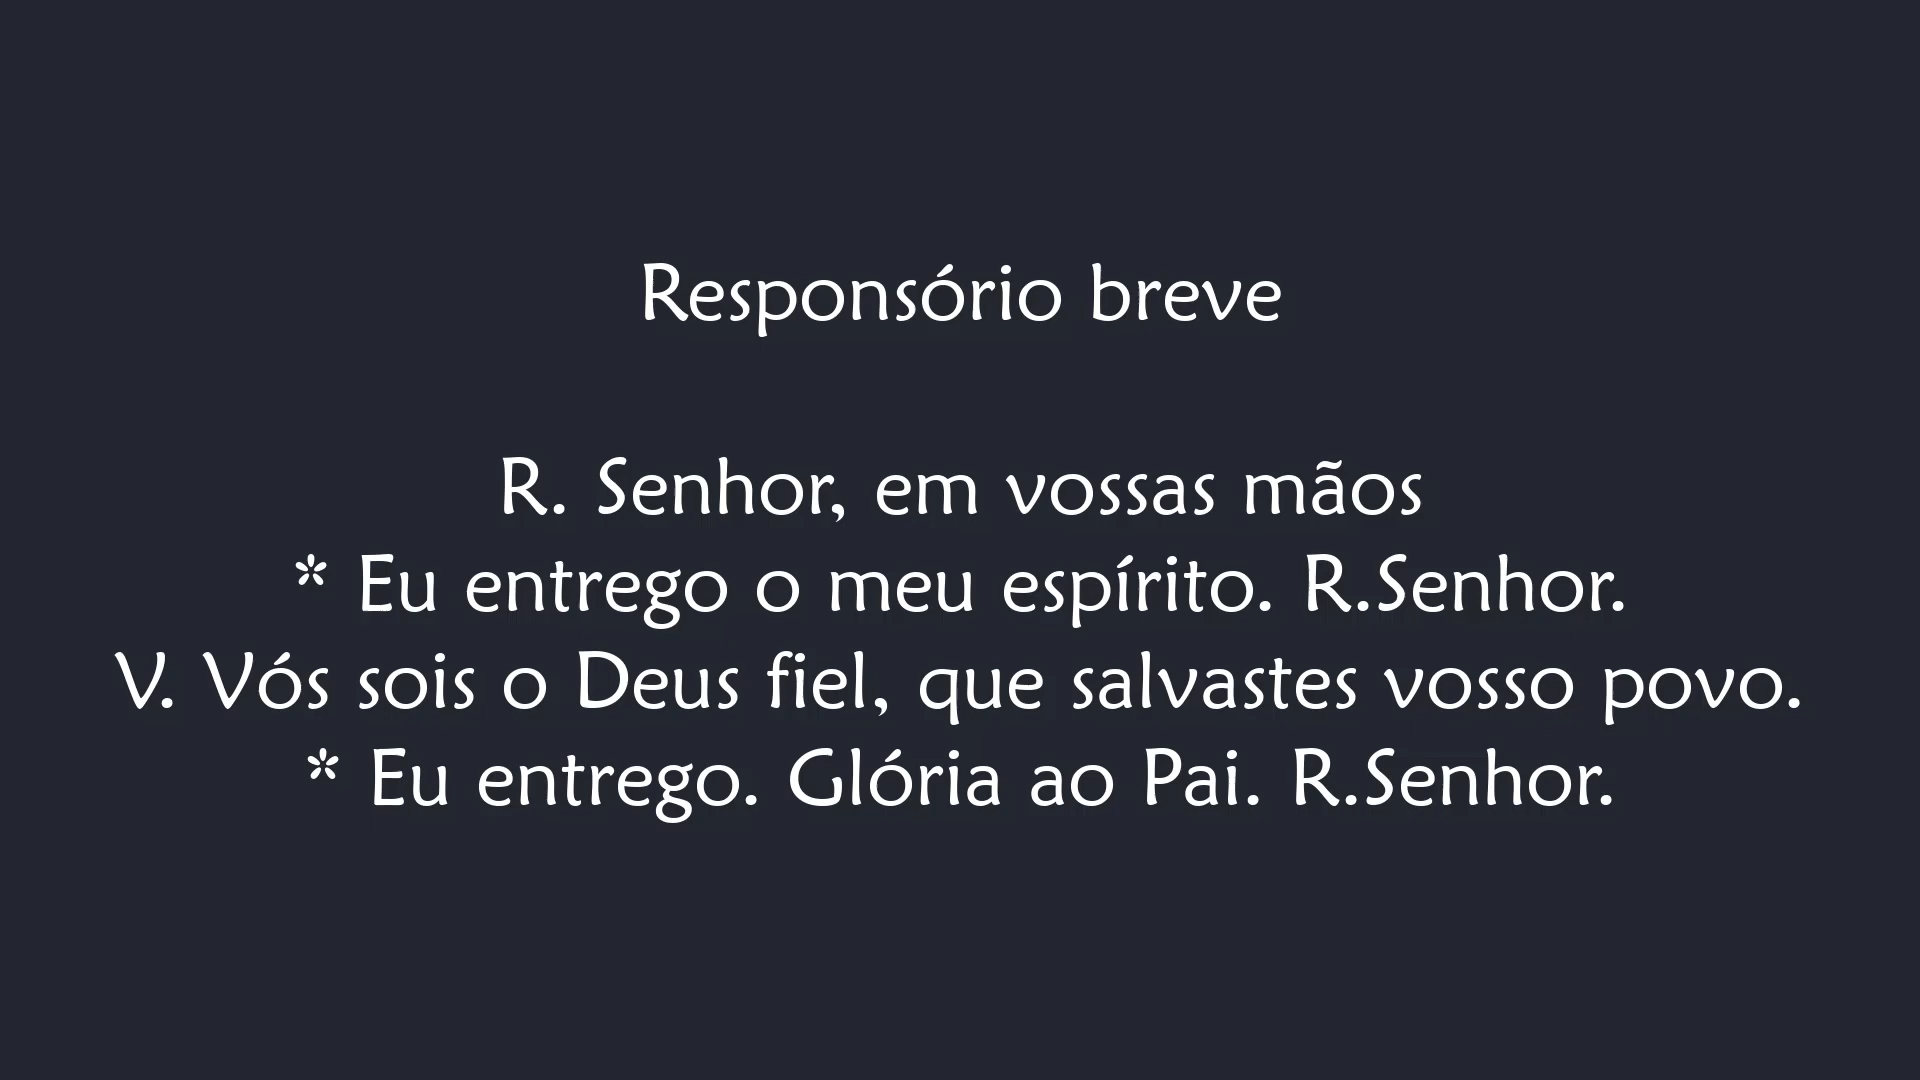 Responsório breve
R. Senhor, em vossas mãos
* Eu entrego o meu espírito. R.Senhor.
V. Vós sois o Deus fiel, que salvastes vosso povo.
* Eu entrego. Glória ao Pai. R.Senhor.